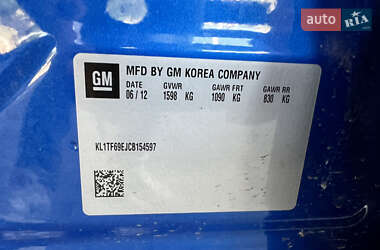 auto RIA
GM
MFD BY GM KOREA COMPANY
DATE GVWR GAWR FRT GAWR RR
06 / 12 1598 KG 1090 KG 830 KG
KL1TF69EJCB154597